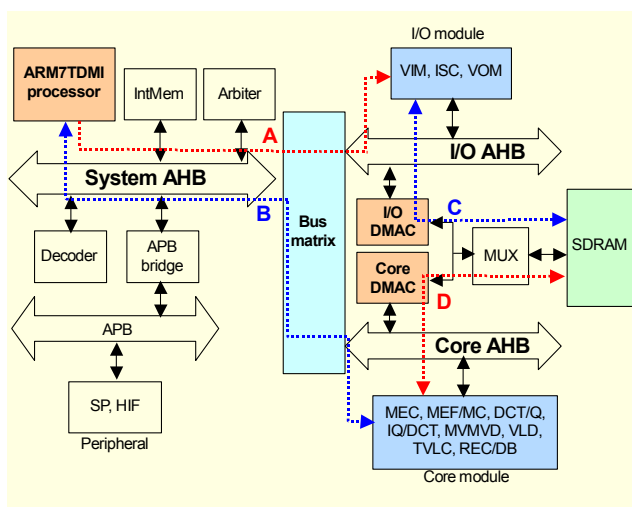 I/O module
ARM7TDMI
processor
IntMem
Arbiter
VIM, ISC, VOM
A
I/O AHB
System AHB
B
Bus
matrix
I/O
DMAC
C
Decoder
APB
bridge
MUX
SDRAM
Core
DMAC
D
APB
Core AHB
SP, HIF
Peripheral
MEC, MEF/MC, DCT/Q,
IQ/DCT, MVMVD, VLD,
TVLC, REC/DB
Core module